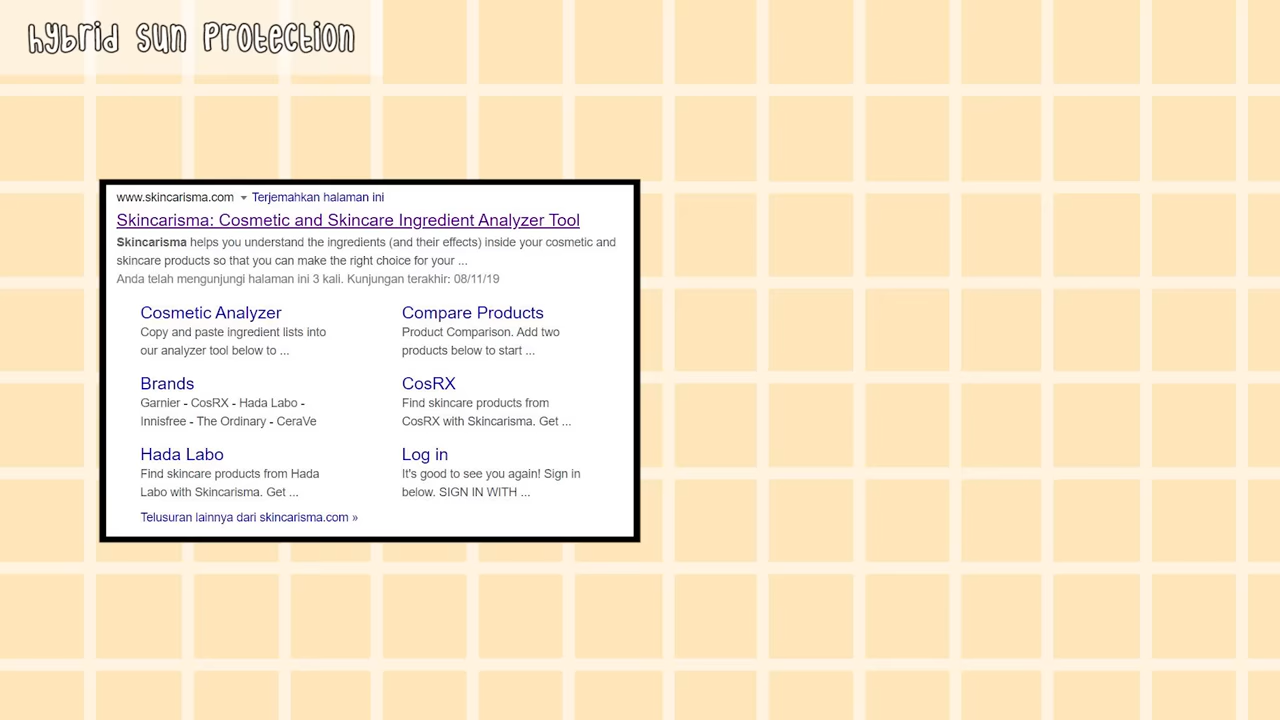 hybrid sun protection
www.skincarisma.com Terjemahkan halaman ini
Skincarisma: Cosmetic and Skincare Ingredient Analyzer Tool
Skincarisma helps you understand the ingredients (and their effects) inside your cosmetic and
skincare products so that you can make the right choice for your ...
Anda telah mengunjungi halaman ini 3 kali. Kunjungan terakhir: 08/11/19
Cosmetic Analyzer
Copy and paste ingredient lists into
our analyzer tool below to ...
Compare Products
Product Comparison. Add two
products below to start ...
Brands
Garnier - CosRX - Hada Labo -
Innisfree - The Ordinary - CeraVe
CosRX
Find skincare products from
CosRX with Skincarisma. Get ...
Hada Labo
Find skincare products from Hada
Labo with Skincarisma. Get ...
Log in
It's good to see you again! Sign in
below. SIGN IN WITH ...
Telusuran lainnya dari skincarisma.com »